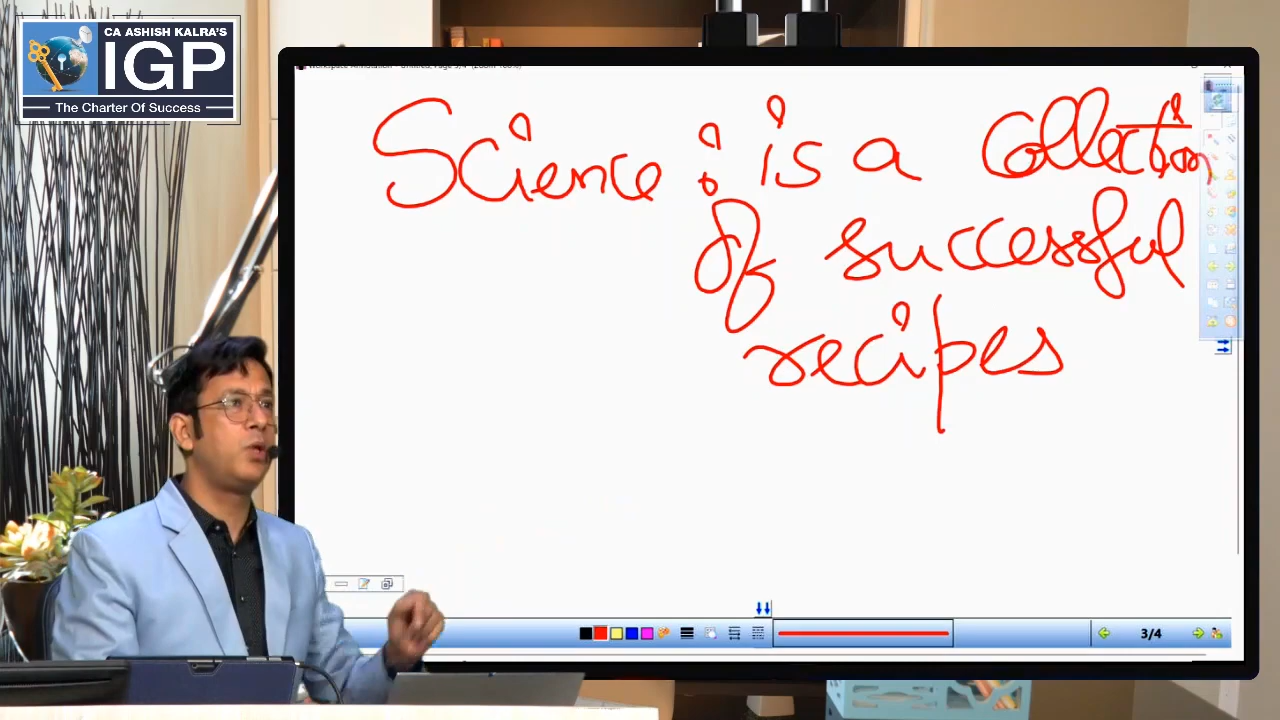 CA ASHISH KALRA'S
IGP
The Charter Of Success
Science : is a collection
of successful
recipes
3/4